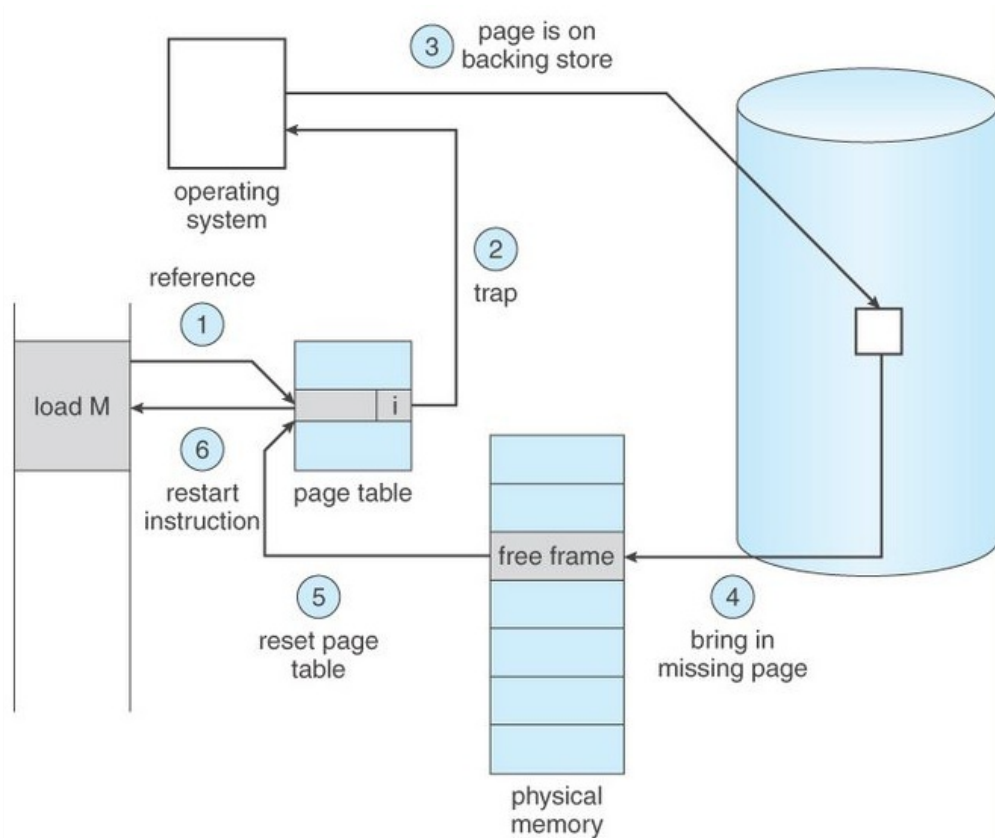 3
page is on
backing store
operating
system
2
trap
reference
1
load M
i
6
restart
instruction
page table
free frame
5
reset page
table
4
bring in
missing page
physical
memory